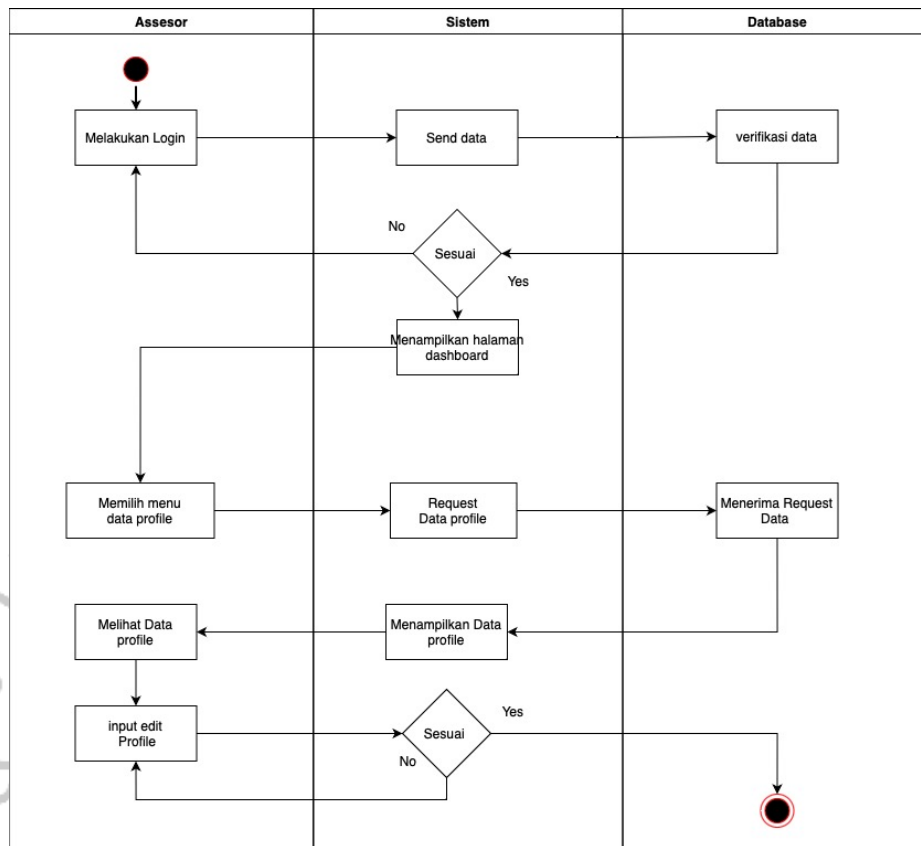 Assesor
Sistem
Database
Melakukan Login
Send data
verifikasi data
No
Sesuai
Yes
Menampilkan halaman
dashboard
Memilih menu
data profile
Request
Data profile
Menerima Request
Data
Melihat Data
profile
Menampilkan Data
profile
input edit
Profile
Sesuai
Yes
No